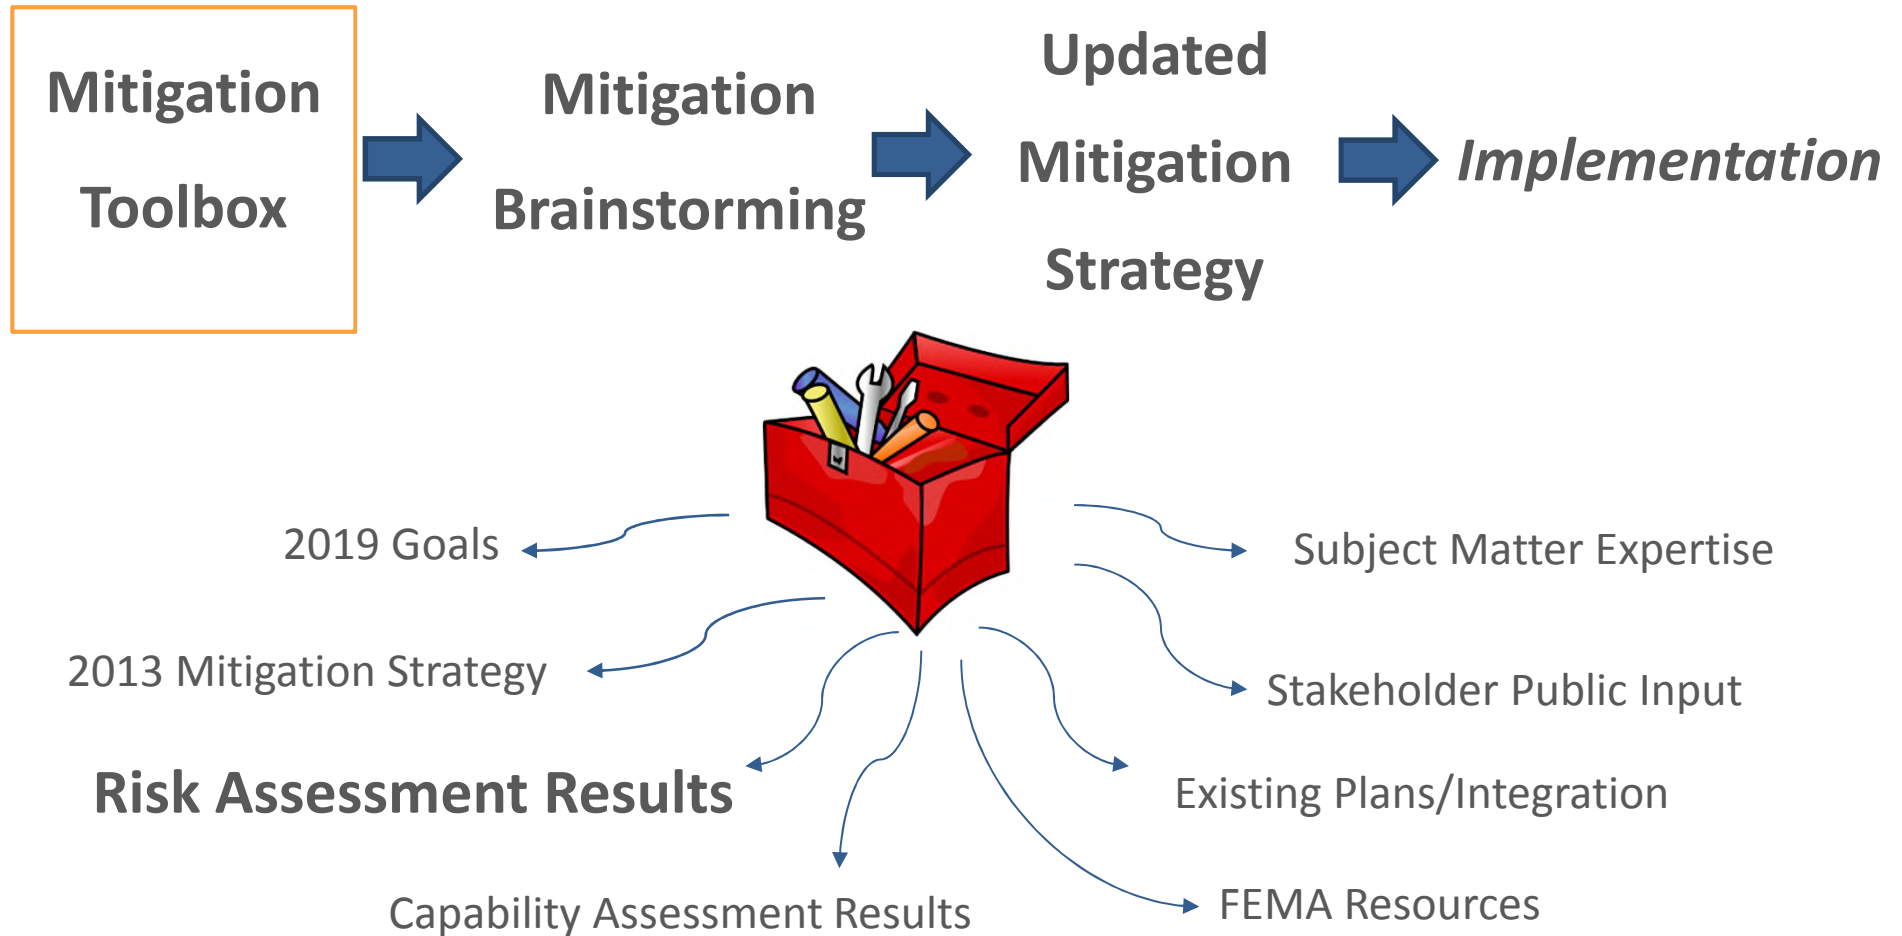 Mitigation
Toolbox
Mitigation
Brainstorming
Updated
Mitigation
Strategy
Implementation
2019 Goals
2013 Mitigation Strategy
Risk Assessment Results
Capability Assessment Results
Subject Matter Expertise
Stakeholder Public Input
Existing Plans/Integration
FEMA Resources